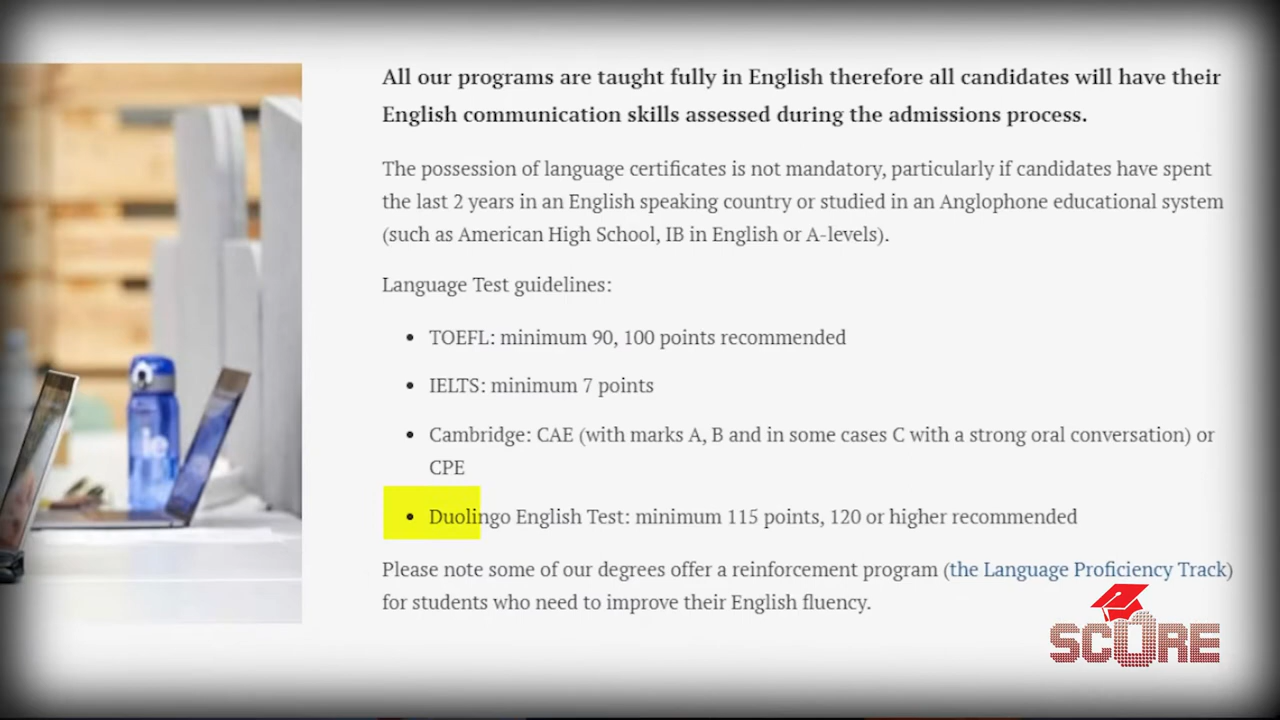 All our programs are taught fully in English therefore all candidates will have their
English communication skills assessed during the admissions process.
The possession of language certificates is not mandatory, particularly if candidates have spent
the last 2 years in an English speaking country or studied in an Anglophone educational system
(such as American High School, IB in English or A-levels).
Language Test guidelines:
• TOEFL: minimum 90, 100 points recommended
• IELTS: minimum 7 points
• Cambridge: CAE (with marks A, B and in some cases C with a strong oral conversation) or
CPE
• Duolingo English Test: minimum 115 points, 120 or higher recommended
Please note some of our degrees offer a reinforcement program (the Language Proficiency Track)
for students who need to improve their English fluency.
ie
SCORE